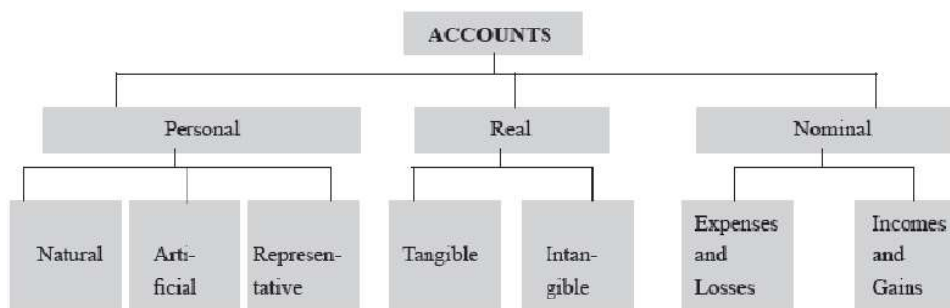 ACCOUNTS
Personal
Real
Nominal
Natural
Arti-
ficial
Represen-
tative
Tangible
Intan-
gible
Expenses
and
Losses
Incomes
and
Gains